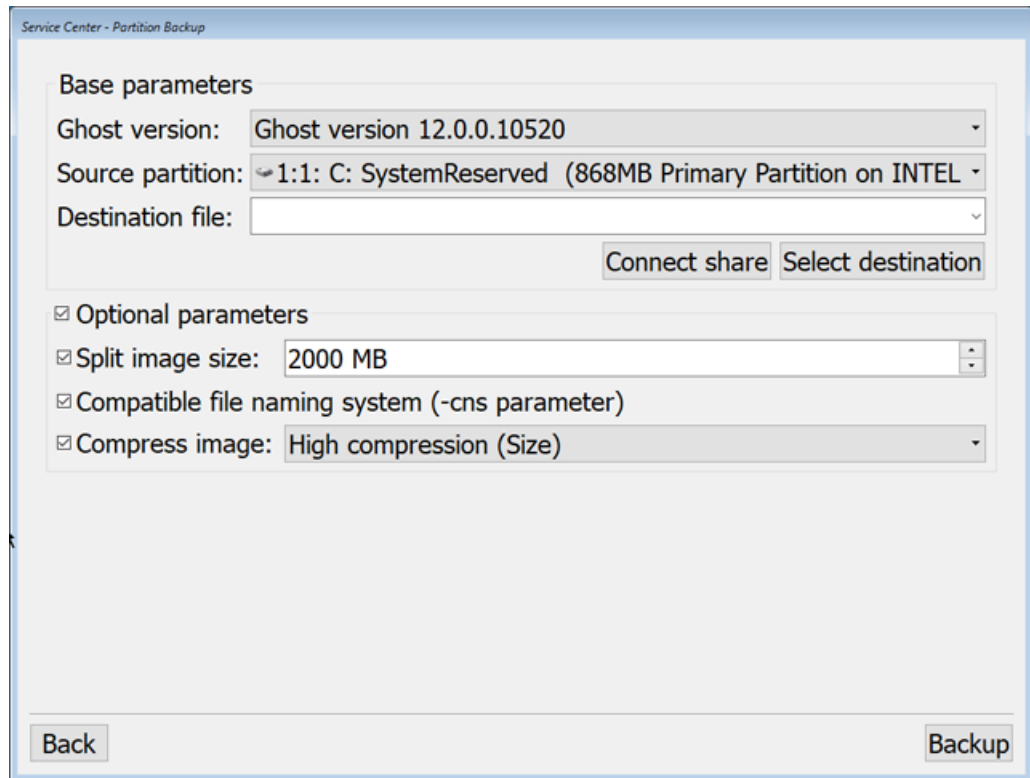 Service Center - Partition Backup
Base parameters
Ghost version: Ghost version 12.0.0.10520
Source partition: 1:1: C: SystemReserved (868MB Primary Partition on INTEL
Destination file:
Connect share Select destination
Optional parameters
Split image size: 2000 MB
Compatible file naming system (-cns parameter)
Compress image: High compression (Size)
Back Backup